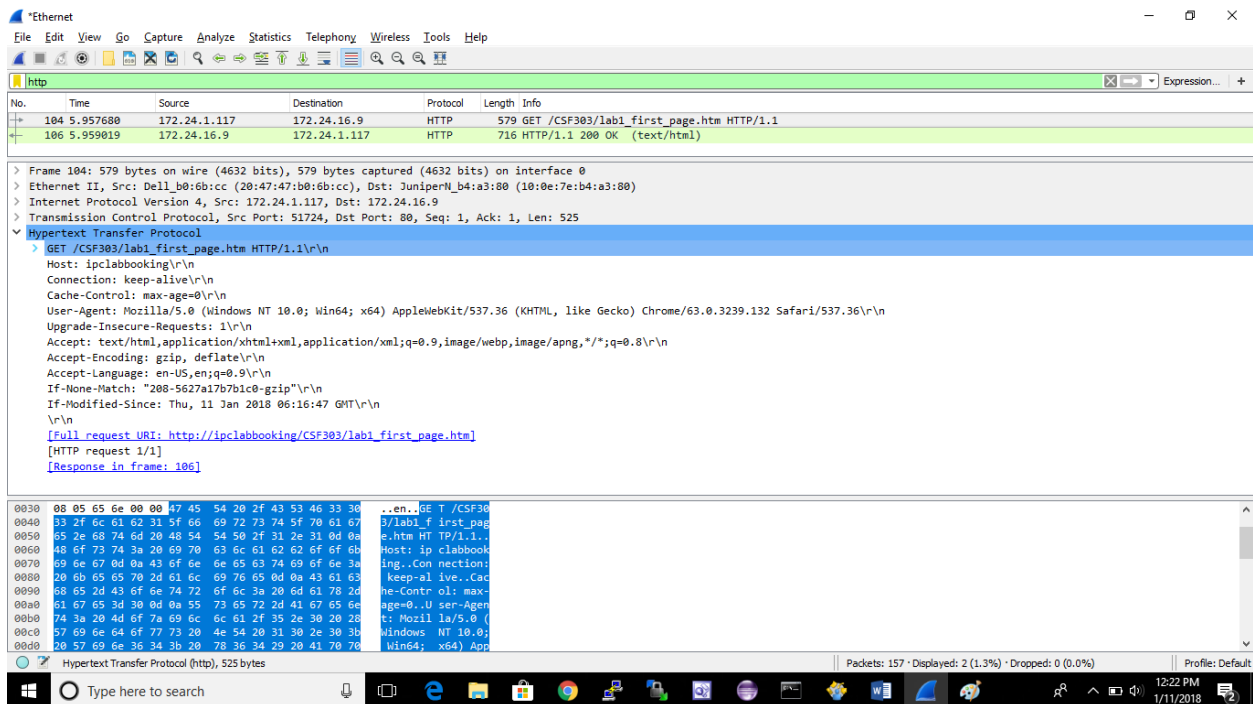 *Ethernet
File Edit View Go Capture Analyze Statistics Telephony Wireless Tools Help
http
Expression... +
No. Time Source Destination Protocol Length Info
104 5.957680 172.24.1.117 172.24.16.9 HTTP 579 GET /CSF303/lab1_first_page.htm HTTP/1.1
106 5.959019 172.24.16.9 172.24.1.117 HTTP 716 HTTP/1.1 200 OK (text/html)
> Frame 104: 579 bytes on wire (4632 bits), 579 bytes captured (4632 bits) on interface 0
> Ethernet II, Src: Dell_b0:6b:cc (20:47:47:b0:6b:cc), Dst: JuniperN_b4:a3:80 (10:0e:7e:b4:a3:80)
> Internet Protocol Version 4, Src: 172.24.1.117, Dst: 172.24.16.9
> Transmission Control Protocol, Src Port: 51724, Dst Port: 80, Seq: 1, Ack: 1, Len: 525
Hypertext Transfer Protocol
> GET /CSF303/lab1_first_page.htm HTTP/1.1\r\n
Host: ipclabbooking\r\n
Connection: keep-alive\r\n
Cache-Control: max-age=0\r\n
User-Agent: Mozilla/5.0 (Windows NT 10.0; Win64; x64) AppleWebKit/537.36 (KHTML, like Gecko) Chrome/63.0.3239.132 Safari/537.36\r\n
Upgrade-Insecure-Requests: 1\r\n
Accept: text/html,application/xhtml+xml,application/xml;q=0.9,image/webp,image/apng,*/*;q=0.8\r\n
Accept-Encoding: gzip, deflate\r\n
Accept-Language: en-US,en;q=0.9\r\n
If-None-Match: "208-5627a17b7b1c0-gzip"\r\n
If-Modified-Since: Thu, 11 Jan 2018 06:16:47 GMT\r\n
\r\n
[Full request URI: http://ipclabbooking/CSF303/lab1_first_page.htm]
[HTTP request 1/1]
[Response in frame: 106]
0030 08 05 65 6e 00 00 47 45 54 20 2f 43 53 46 33 30 ..en..GE T /CSF30
0040 33 2f 6c 61 62 31 5f 66 69 72 73 74 5f 70 61 67 3/lab1_f irst_pag
0050 65 2e 68 74 6d 20 48 54 54 50 2f 31 2e 31 0d 0a e.htm HT TP/1.1..
0060 48 6f 73 74 3a 20 69 70 63 6c 61 62 62 6f 6f 6b Host: ip clabbook
0070 69 6e 67 0d 0a 43 6f 6e 6e 65 63 74 69 6f 6e 3a ing..Con nection:
0080 20 6b 65 65 70 2d 61 6c 69 76 65 0d 0a 43 61 63 keep-al ive..Cac
0090 68 65 2d 43 6f 6e 74 72 6f 6c 3a 20 6d 61 78 2d he-Contr ol: max-
00a0 61 67 65 3d 30 0d 0a 55 73 65 72 2d 41 67 65 6e age=0..U ser-Agen
00b0 74 3a 20 4d 6f 7a 69 6c 6c 61 2f 35 2e 30 20 28 t: Mozil la/5.0 (
00c0 57 69 6e 64 6f 77 73 20 4e 54 20 31 30 2e 30 3b Windows NT 10.0;
00d0 20 57 69 6e 36 34 3b 20 78 36 34 29 20 41 70 70 Win64; x64) App
Hypertext Transfer Protocol (http), 525 bytes Packets: 157 · Displayed: 2 (1.3%) · Dropped: 0 (0.0%) Profile: Default
Type here to search
12:22 PM
1/11/2018
2